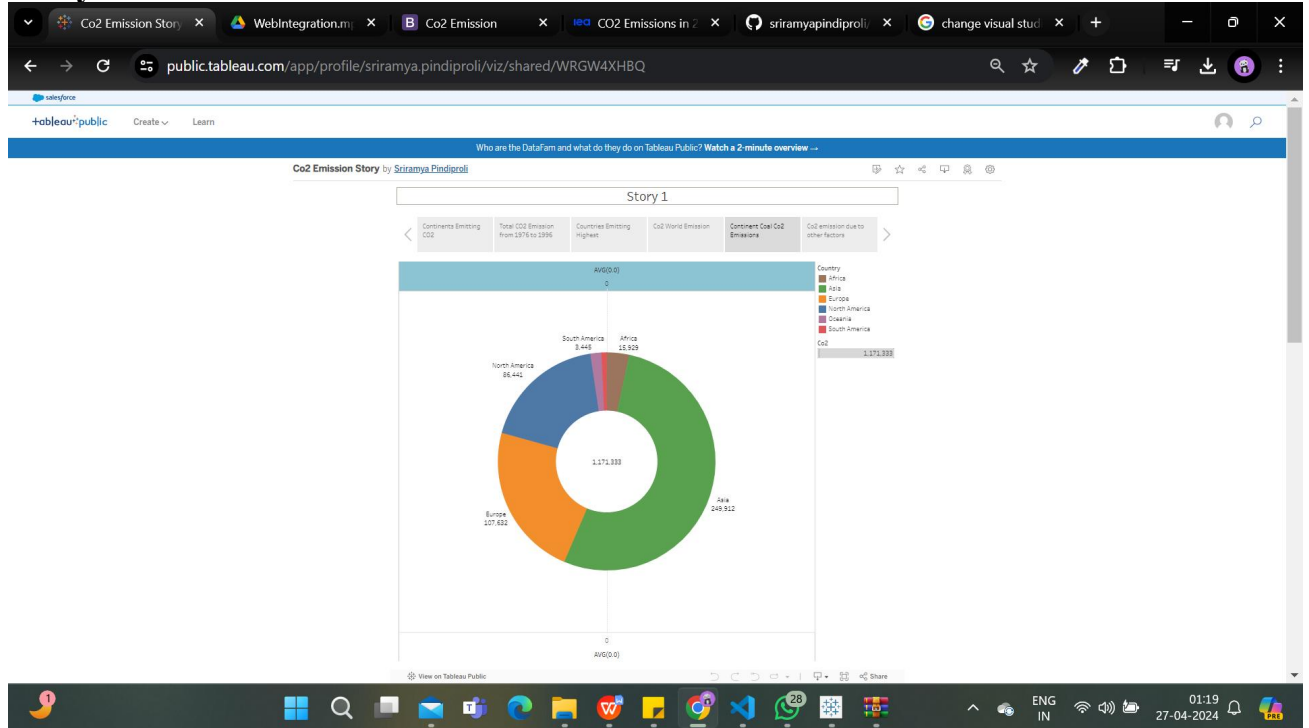 Co2 Emission Story
WebIntegration.m
Co2 Emission
CO2 Emissions in 2
sriramyapindiproli/
change visual stud
public.tableau.com/app/profile/sriramya.pindiproli/viz/shared/WRGW4XHBQ
salesforce
+ableau public
Create
Learn
Who are the DataFam and what do they do on Tableau Public? Watch a 2-minute overview →
Co2 Emission Story by Sriramya Pindiproli
Story 1
Continents Emitting
CO2
Total CO2 Emission
from 1976 to 1996
Countries Emitting
Highest
Co2 World Emission
Continent Coal Co2
Emissions
Co2 emission due to
other factors
AVG(0.0)
0
Country
Africa
Asia
Europe
North America
Oceania
South America
Co2
1,171,333
South America
3,448
Africa
15,929
North America
86,441
1,171,333
Asia
249,912
Europe
107,632
0
AVG(0.0)
View on Tableau Public
Share
1
28
ENG
IN
01:19
27-04-2024
PRE